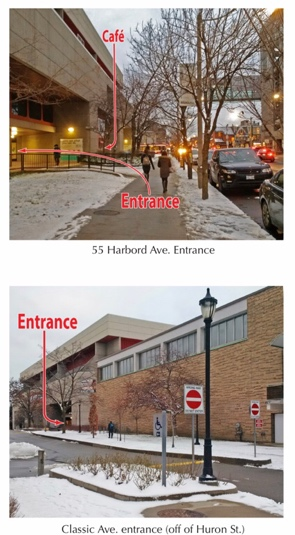 Café
Entrance
55 Harbord Ave. Entrance
Entrance
Classic Ave. entrance (off of Huron St.)